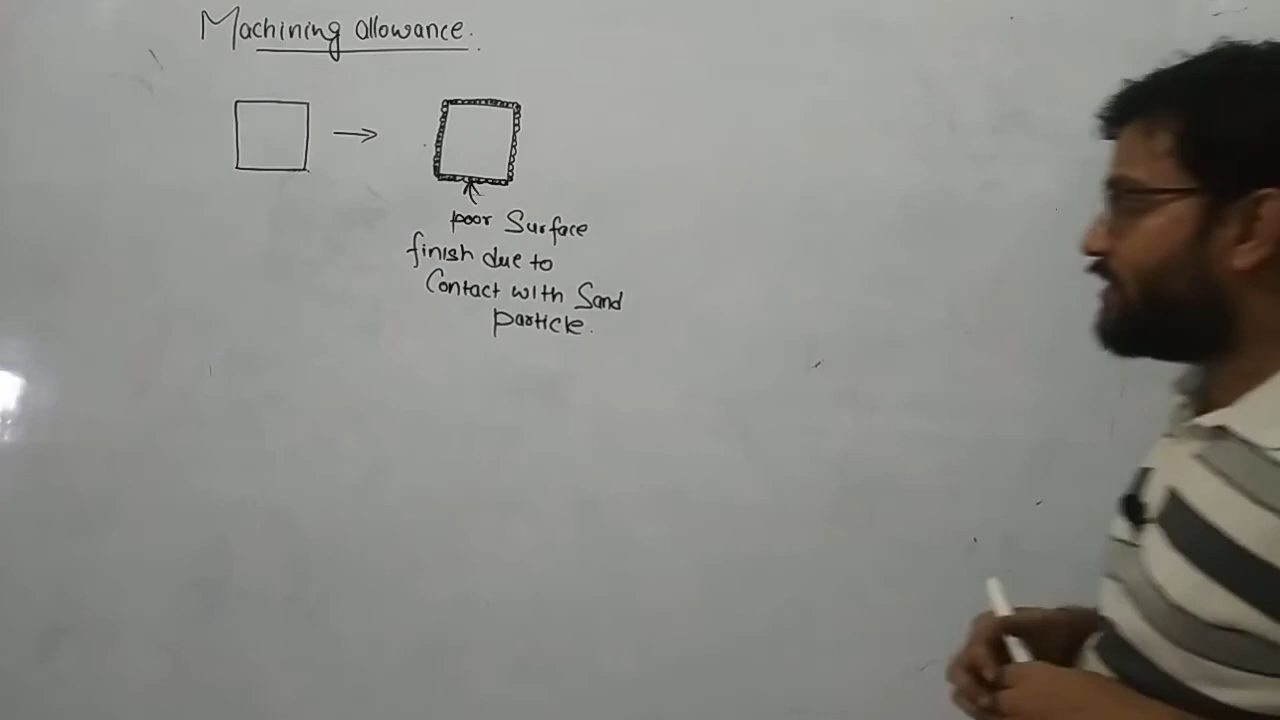 Machining allowance.
poor Surface
finish due to
Contact with Sand
particle.